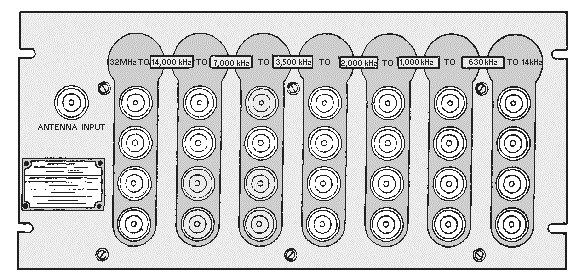 132MHz TO 14,000 kHz TO 7,000 kHz TO 3,500 kHz TO 2,000 kHz TO 1,000 kHz TO 630 kHz TO 14kHz
ANTENNA INPUT